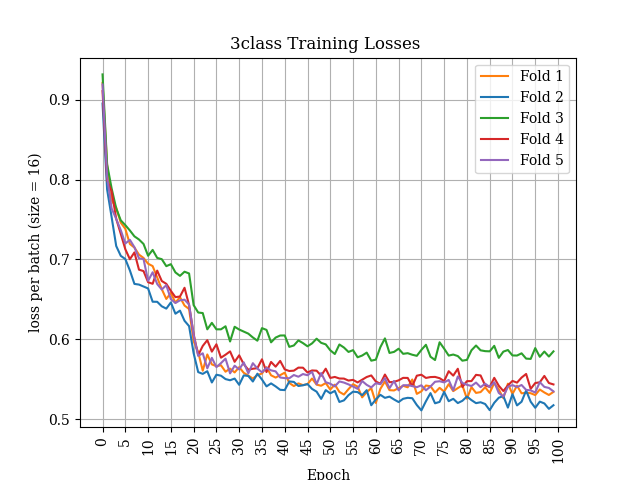 3class Training Losses
Fold 1
Fold 2
Fold 3
Fold 4
Fold 5
loss per batch (size = 16)
0.9
0.8
0.7
0.6
0.5
0 5 10 15 20 25 30 35 40 45 50 55 60 65 70 75 80 85 90 95 100
Epoch